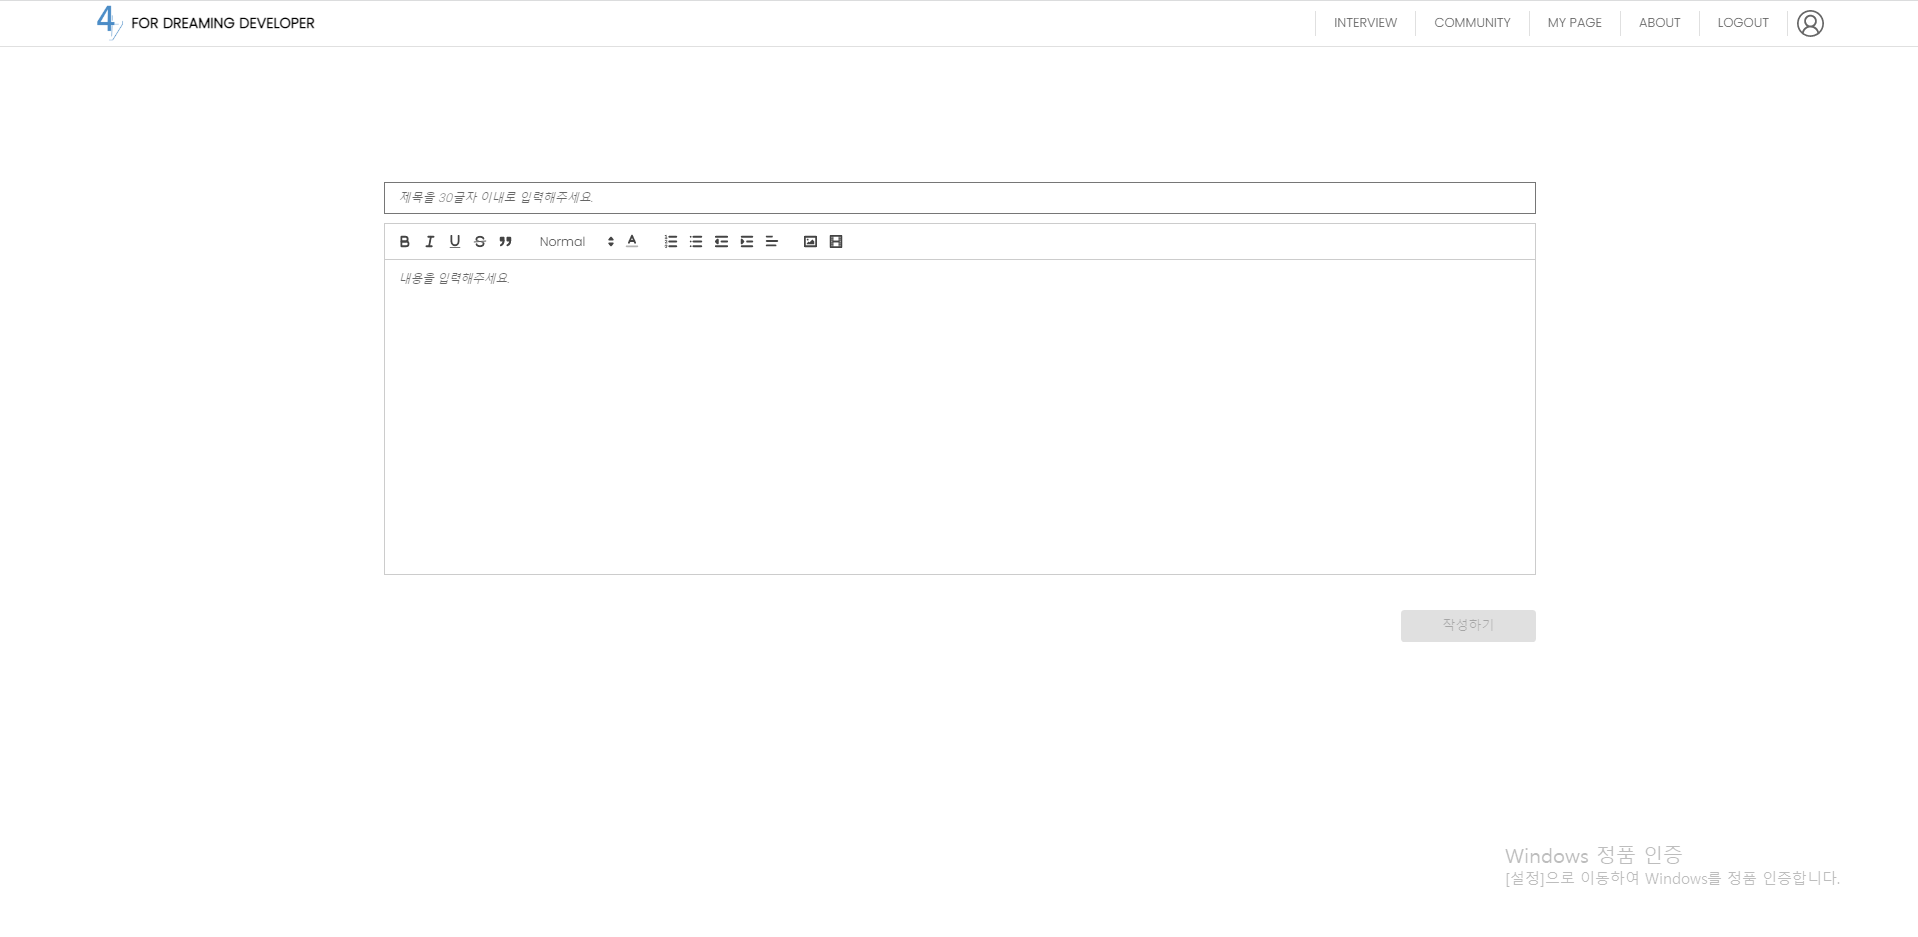 4 FOR DREAMING DEVELOPER
INTERVIEW COMMUNITY MY PAGE ABOUT LOGOUT
제목을 30글자 이내로 입력해주세요.
Normal
내용을 입력해주세요.
작성하기
Windows 정품 인증
[설정]으로 이동하여 Windows를 정품 인증합니다.